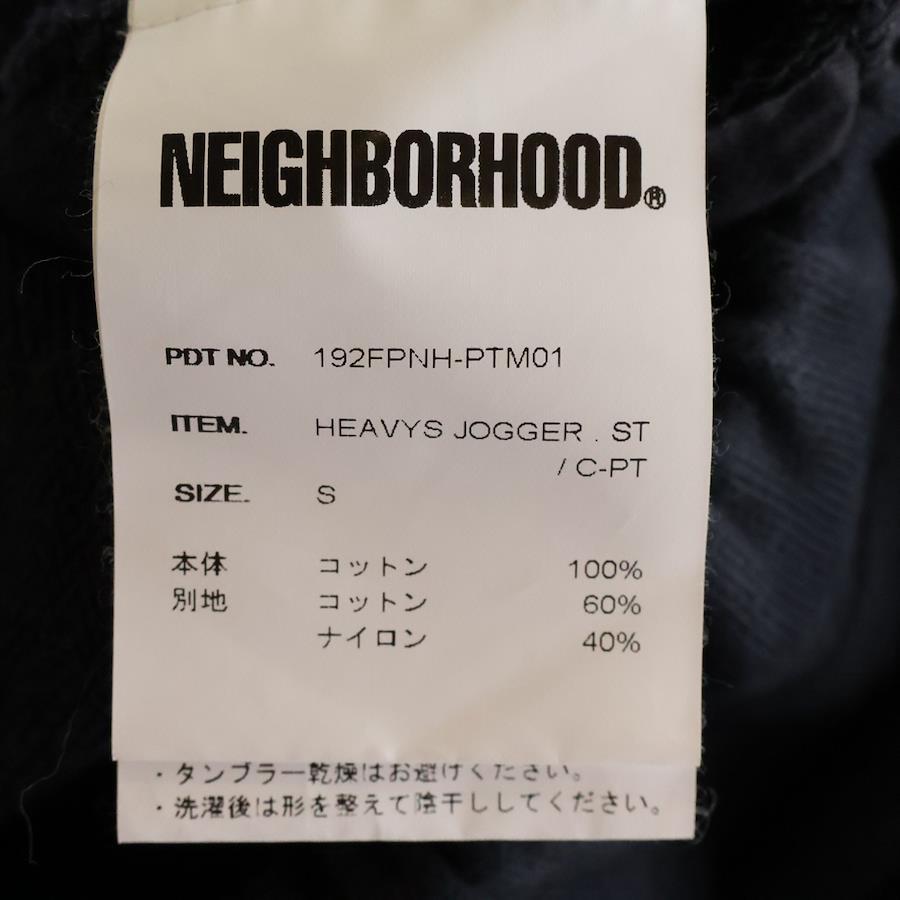 NEIGHBORHOOD®
PDT NO. 192FPNH-PTM01
ITEM. HEAVYS JOGGER . ST
/ C-PT
SIZE. S
本体 コットン 100%
別地 コットン 60%
ナイロン 40%
・タンブラー乾燥はお避けください。
・洗濯後は形を整えて陰干ししてください。